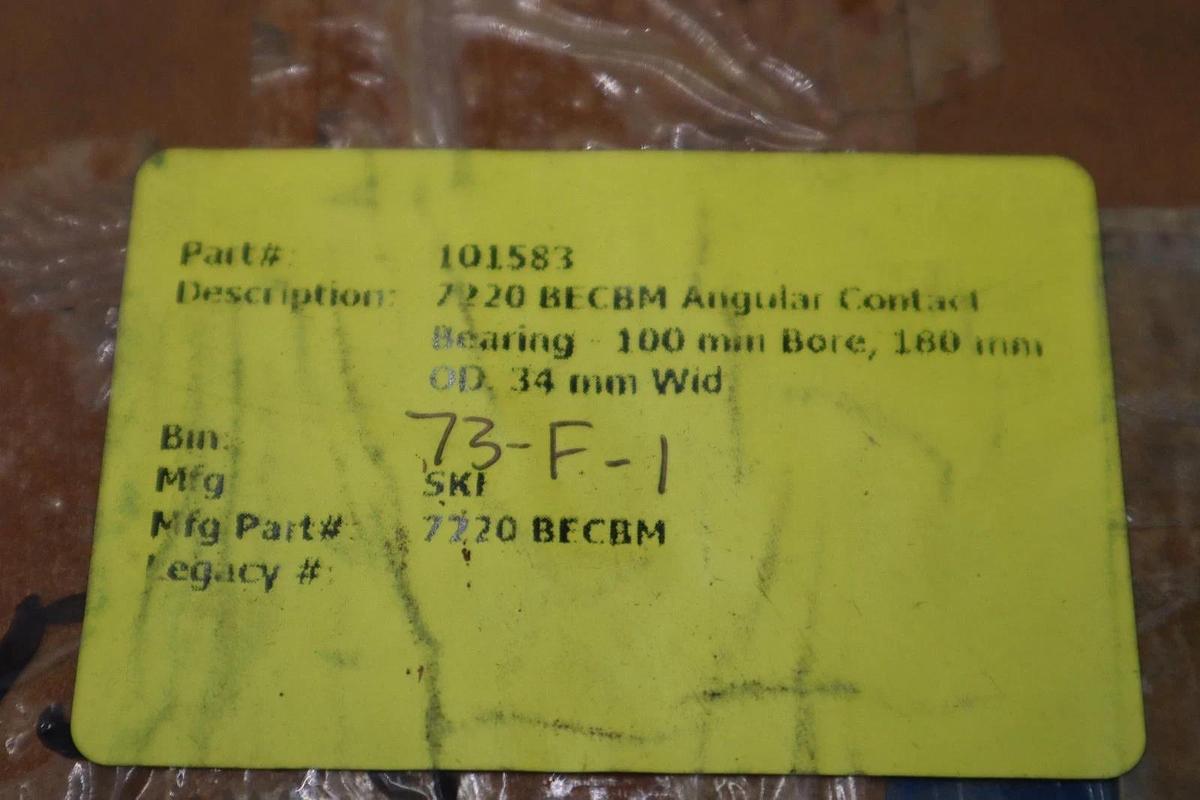 Part#: 101583
Description: 7220 BECBM Angular Contact
Bearing - 100 mm Bore, 180 mm
OD, 34 mm Wid
Bin: 73-F-1
Mfg SKF
Mfg Part# 7220 BECBM
Legacy #: